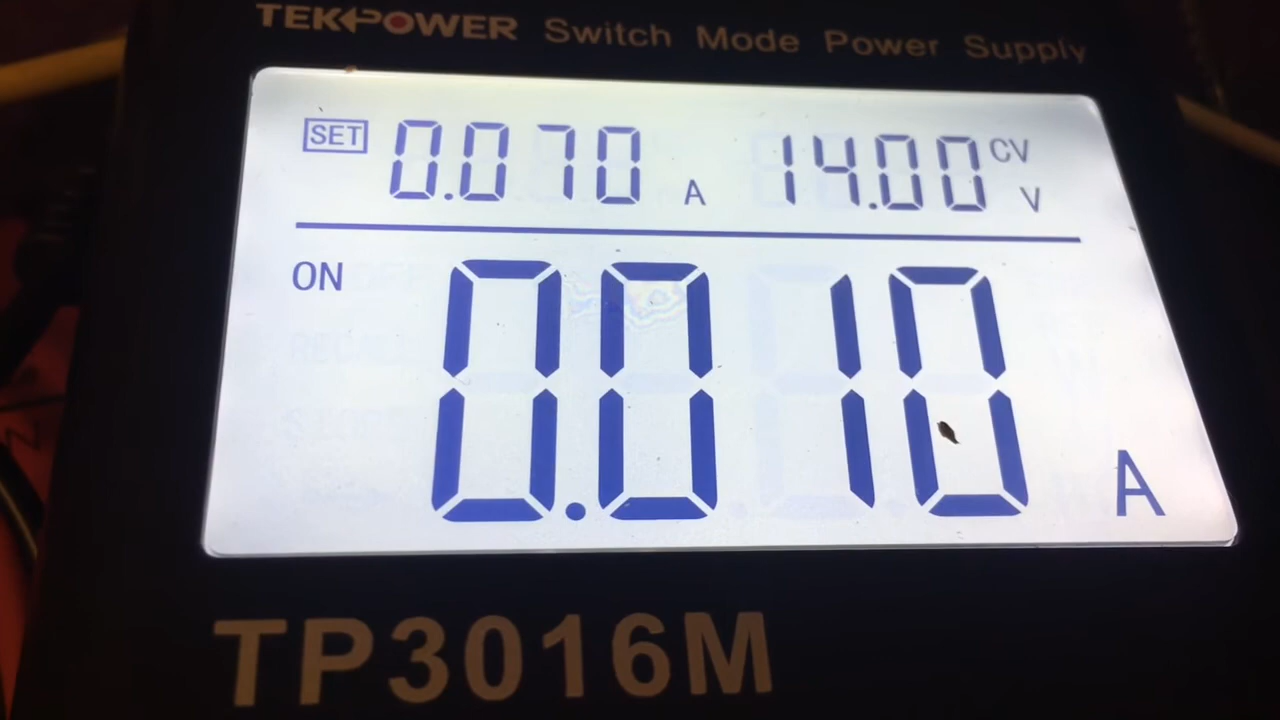 TEKPOWER Switch Mode Power Supply
SET 0.070 A 14.00 CV V
ON 0.010 A
TP3016M